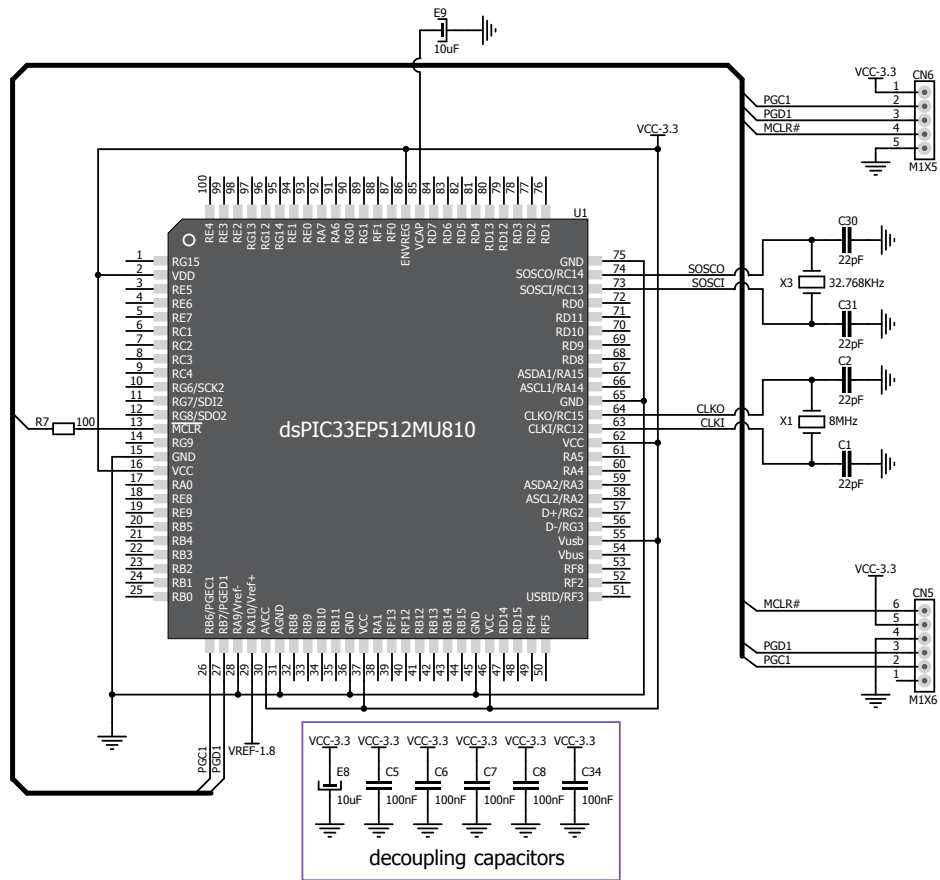 E9
10uF
VCC-3.3
CN6
1
PGC1 2
PGD1 3
MCLR# 4
5
M1X5
VCC-3.3
100 99 98 97 96 95 94 93 92 91 90 89 88 87 86 85 84 83 82 81 80 79 78 77 76
RE4 RE3 RE2 RG13 RG12 RG14 RE1 RE0 RA7 RA6 RG0 RG1 RF1 RF0 ENVREG VCAP RD7 RD6 RD5 RD4 RD13 RD12 RD3 RD2 RD1
U1
1 RG15
2 VDD
3 RE5
4 RE6
5 RE7
6 RC1
7 RC2
8 RC3
9 RC4
10 RG6/SCK2
11 RG7/SDI2
12 RG8/SDO2
13 MCLR
14 RG9
15 GND
16 VCC
17 RA0
18 RE8
19 RE9
20 RB5
21 RB4
22 RB3
23 RB2
24 RB1
25 RB0
R7 100
dsPIC33EP512MU810
GND 75
SOSCO/RC14 74 SOSCO
SOSCI/RC13 73 SOSCI
RD0 72
RD11 71
RD10 70
RD9 69
RD8 68
ASDA1/RA15 67
ASCL1/RA14 66
GND 65
CLKO/RC15 64 CLKO
CLKI/RC12 63 CLKI
VCC 62
RA5 61
RA4 60
ASDA2/RA3 59
ASCL2/RA2 58
D+/RG2 57
D-/RG3 56
Vusb 55
Vbus 54
RF8 53
RF2 52
USBID/RF3 51
C30
22pF
X3 32.768KHz
C31
22pF
C2
22pF
X1 8MHz
C1
22pF
VCC-3.3
CN5
MCLR# 6
5
4
PGD1 3
PGC1 2
1
M1X6
RB6/PGEC1 RB7/PGED1 RA9/Vref- RA10/Vref+ AVCC AGND RB8 RB9 RB10 RB11 GND VCC RA1 RF13 RF12 RB12 RB13 RB14 RB15 GND VCC RD14 RD15 RF4 RF5
26 27 28 29 30 31 32 33 34 35 36 37 38 39 40 41 42 43 44 45 46 47 48 49 50
PGC1
PGD1
VREF-1.8
VCC-3.3 VCC-3.3 VCC-3.3 VCC-3.3 VCC-3.3 VCC-3.3
E8 C5 C6 C7 C8 C34
10uF 100nF 100nF 100nF 100nF 100nF
decoupling capacitors